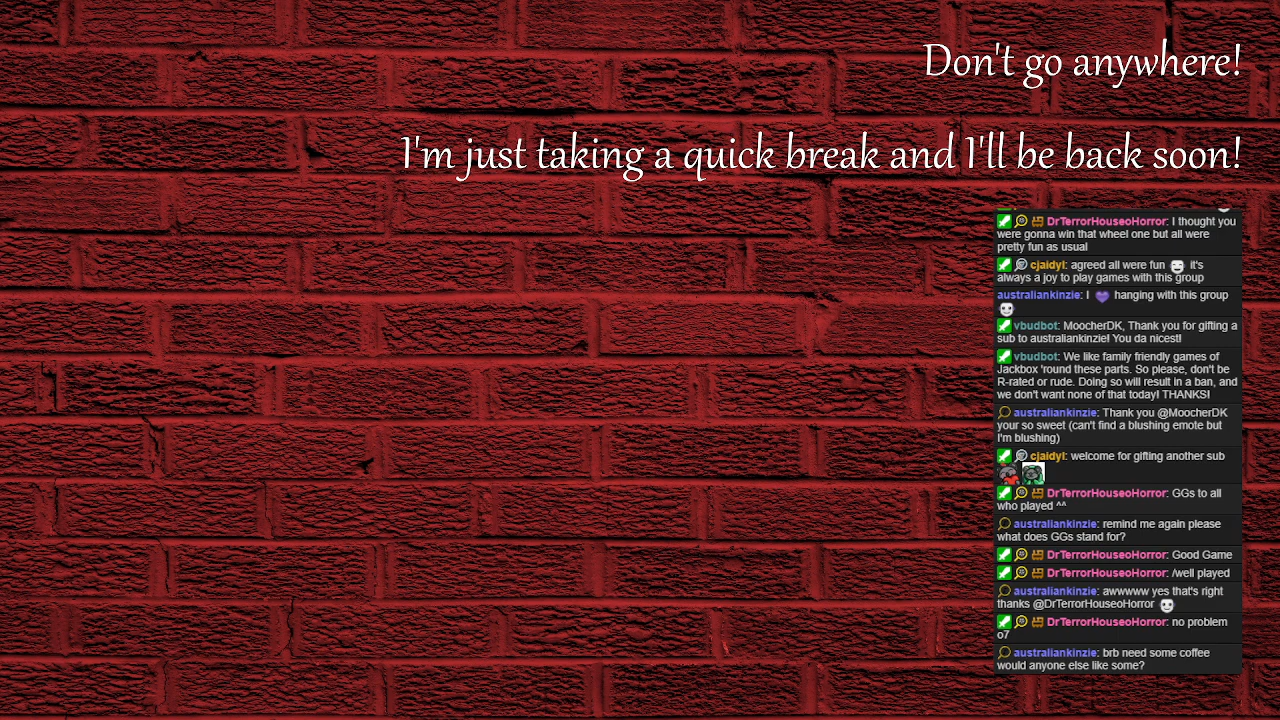 Don't go anywhere!
I'm just taking a quick break and I'll be back soon!
DrTerrorHouseoHorror: I thought you
were gonna win that wheel one but all were
pretty fun as usual
cjaidyl: agreed all were fun it's
always a joy to play games with this group
australiankinzie: I hanging with this group
vbudbot: MoocherDK, Thank you for gifting a
sub to australiankinzie! You da nicest!
vbudbot: We like family friendly games of
Jackbox 'round these parts. So please, don't be
R-rated or rude. Doing so will result in a ban, and
we don't want none of that today! THANKS!
australiankinzie: Thank you @MoocherDK
your so sweet (can't find a blushing emote but
I'm blushing)
cjaidyl: welcome for gifting another sub
DrTerrorHouseoHorror: GGs to all
who played ^^
australiankinzie: remind me again please
what does GGs stand for?
DrTerrorHouseoHorror: Good Game
DrTerrorHouseoHorror: /well played
australiankinzie: awwwww yes that's right
thanks @DrTerrorHouseoHorror
DrTerrorHouseoHorror: no problem
o7
australiankinzie: brb need some coffee
would anyone else like some?